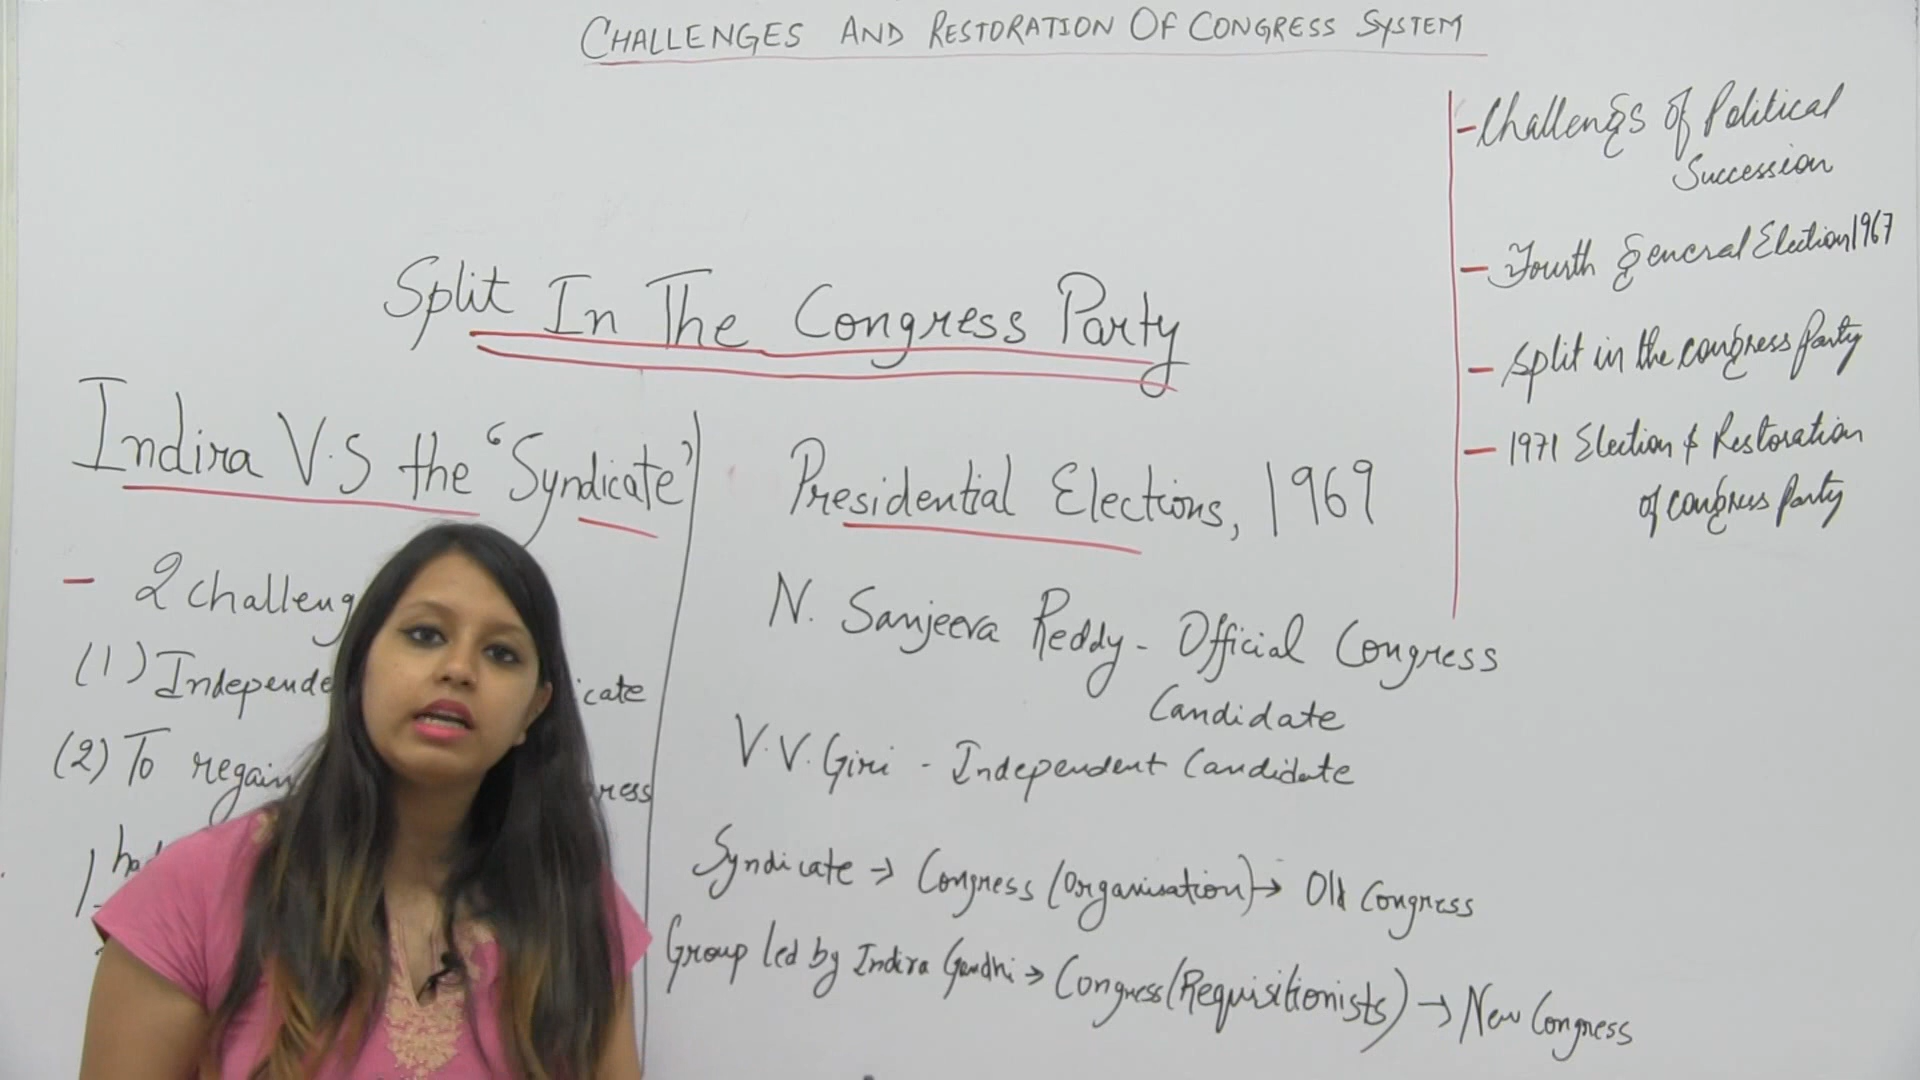 CHALLENGES AND RESTORATION OF CONGRESS SYSTEM
Split In The Congress Party
Indira V.S the 'Syndicate'
- 2 challeng
(1) Independe icate
(2) To regain ress
Presidential Elections, 1969
N. Sanjeeva Reddy - Official Congress
Candidate
V.V. Giri - Independent Candidate
Syndicate → Congress (Organisation) → Old Congress
Group led by Indira Gandhi → Congress (Requisitionists) → New Congress
- Challengs of Political
Succession
- Fourth General Election 1967
- Split in the congress Party
- 1971 Election & Restoration
of congress Party